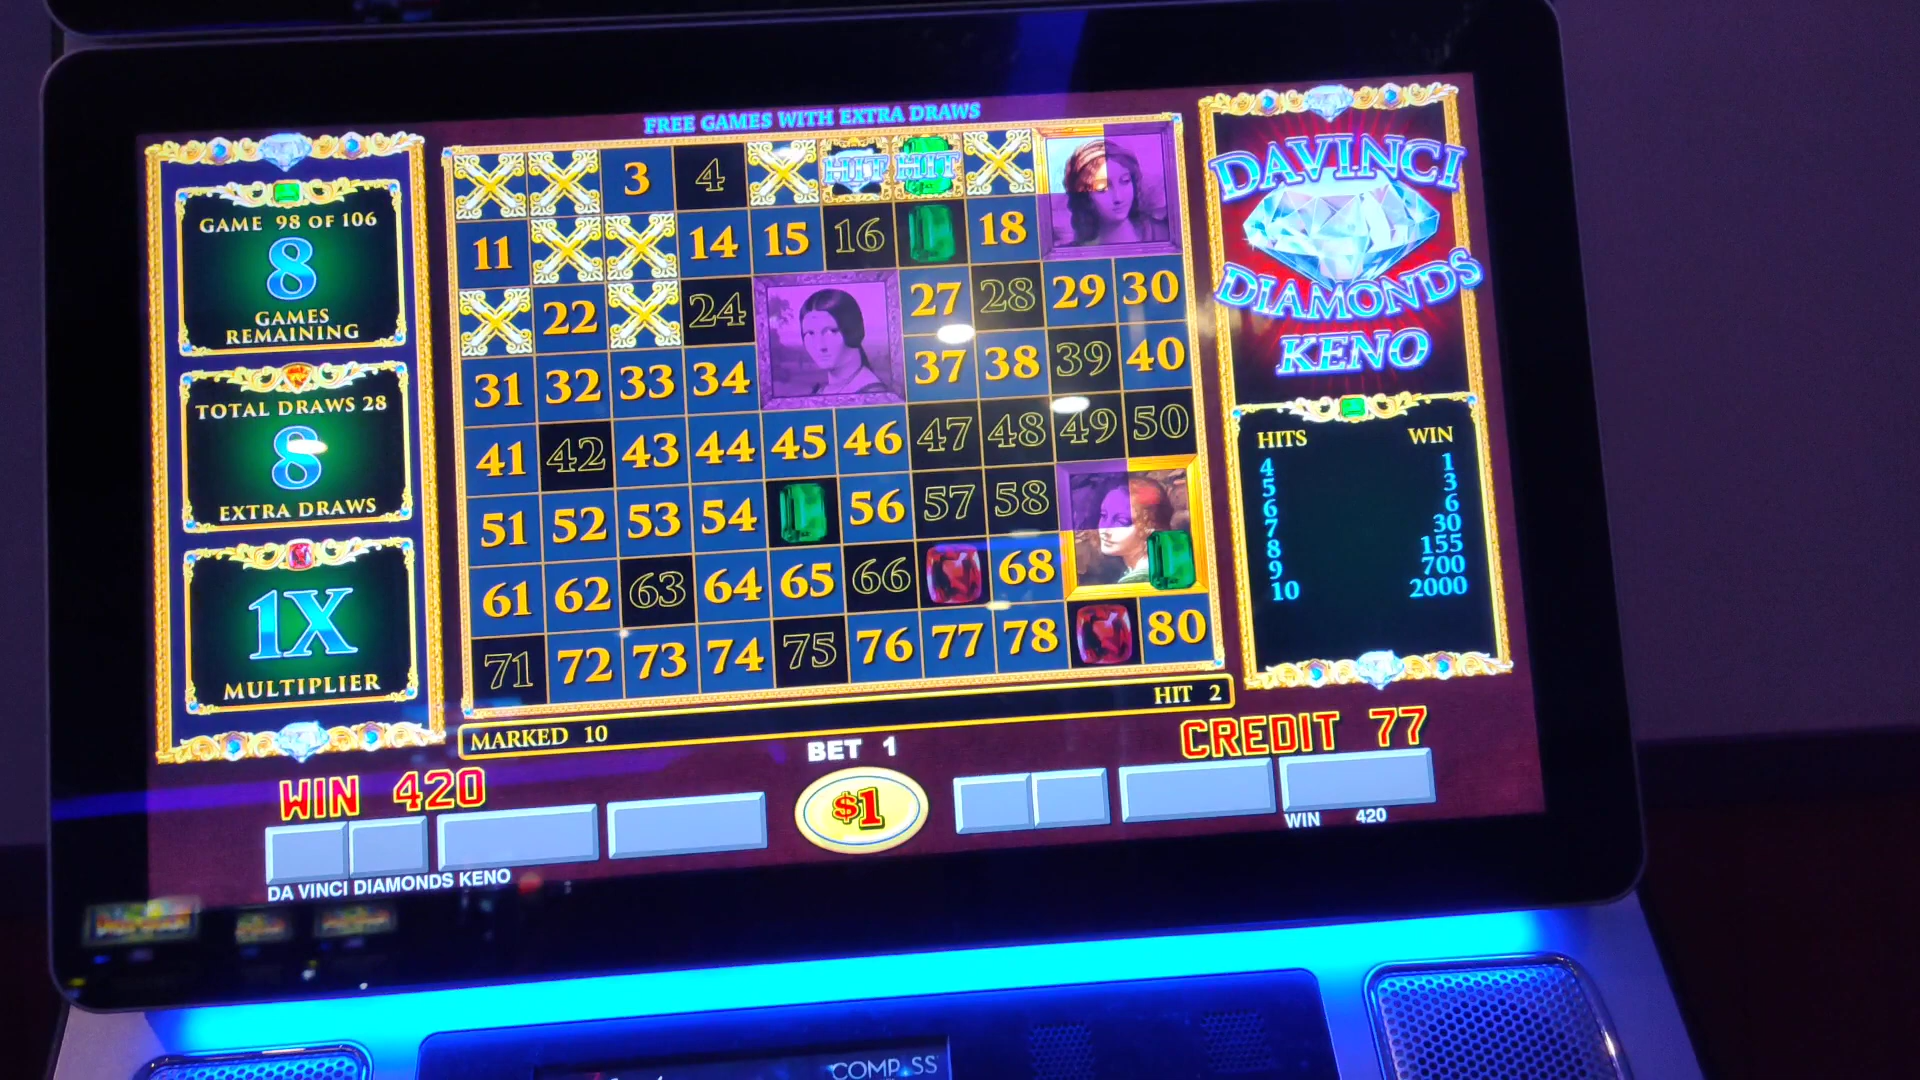 FREE GAMES WITH EXTRA DRAWS
GAME 98 OF 106
8
GAMES
REMAINING
TOTAL DRAWS 28
8
EXTRA DRAWS
1X
MULTIPLIER
3 4 HIT HIT
11 14 15 16 18
22 24 27 28 29 30
31 32 33 34 37 38 39 40
41 42 43 44 45 46 47 48 49 50
51 52 53 54 56 57 58
61 62 63 64 65 66 68
71 72 73 74 75 76 77 78 80
MARKED 10
HIT 2
DAVINCI
DIAMONDS
KENO
HITS WIN
4 1
5 3
6 6
7 30
8 155
9 700
10 2000
WIN 420
BET 1
$1
CREDIT 77
WIN 420
DA VINCI DIAMONDS KENO